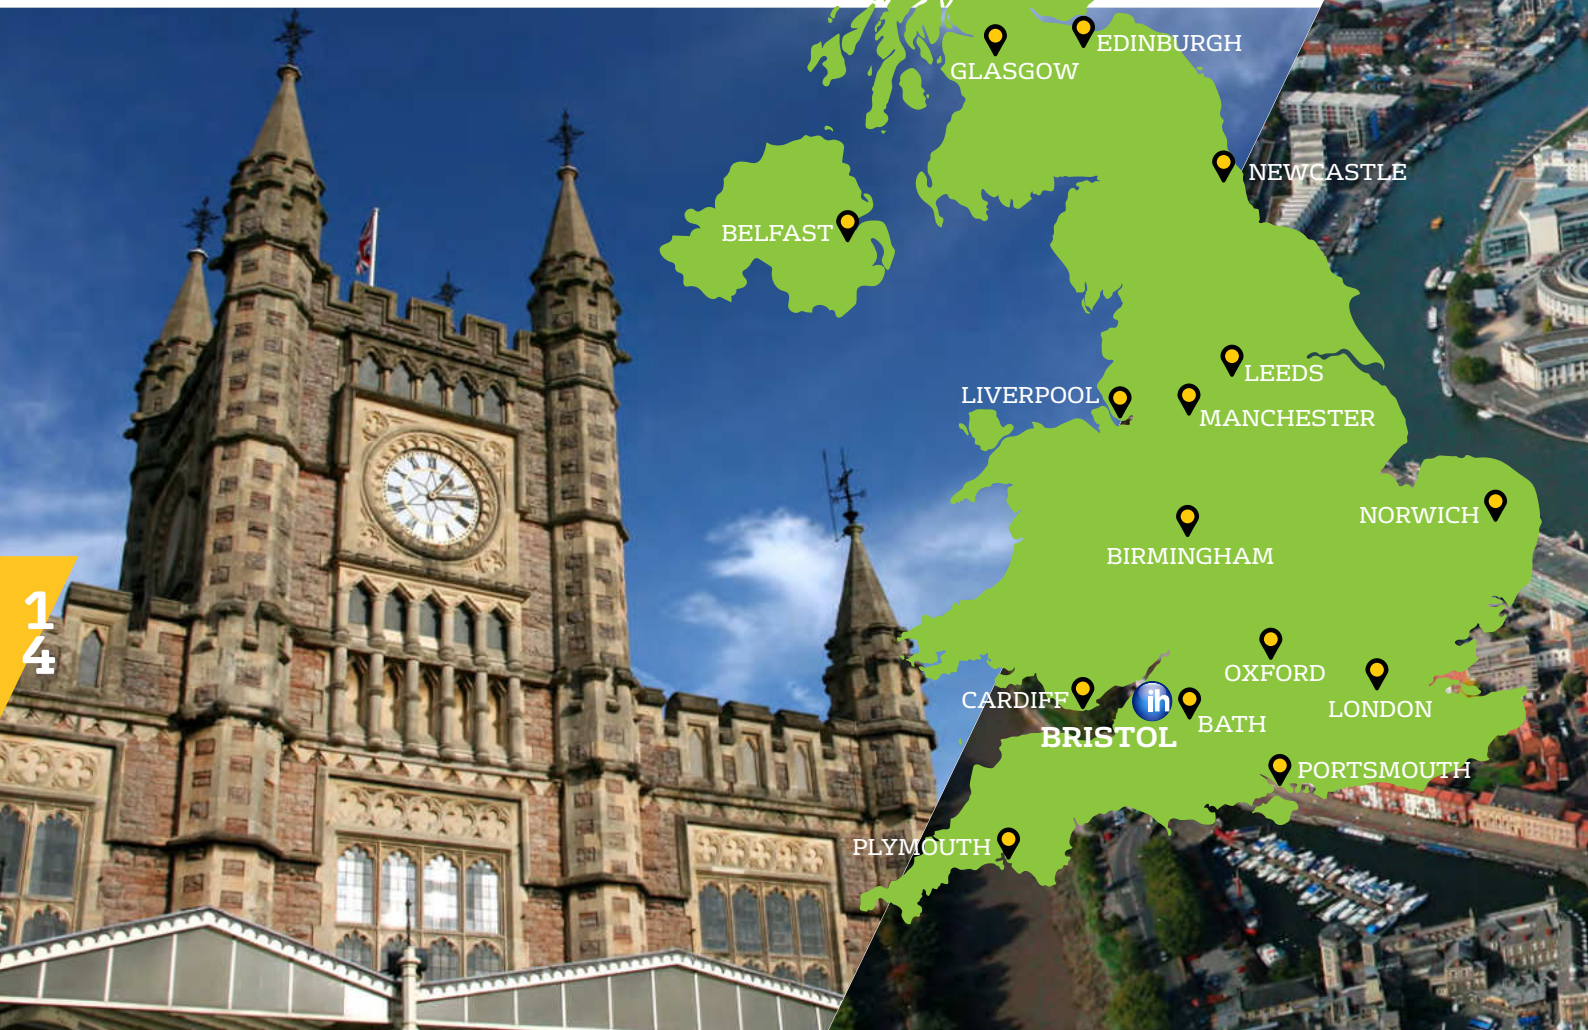 EDINBURGH
GLASGOW
NEWCASTLE
BELFAST
LEEDS
LIVERPOOL
MANCHESTER
NORWICH
BIRMINGHAM
1
4
OXFORD
CARDIFF
ih
LONDON
BATH
BRISTOL
PORTSMOUTH
PLYMOUTH